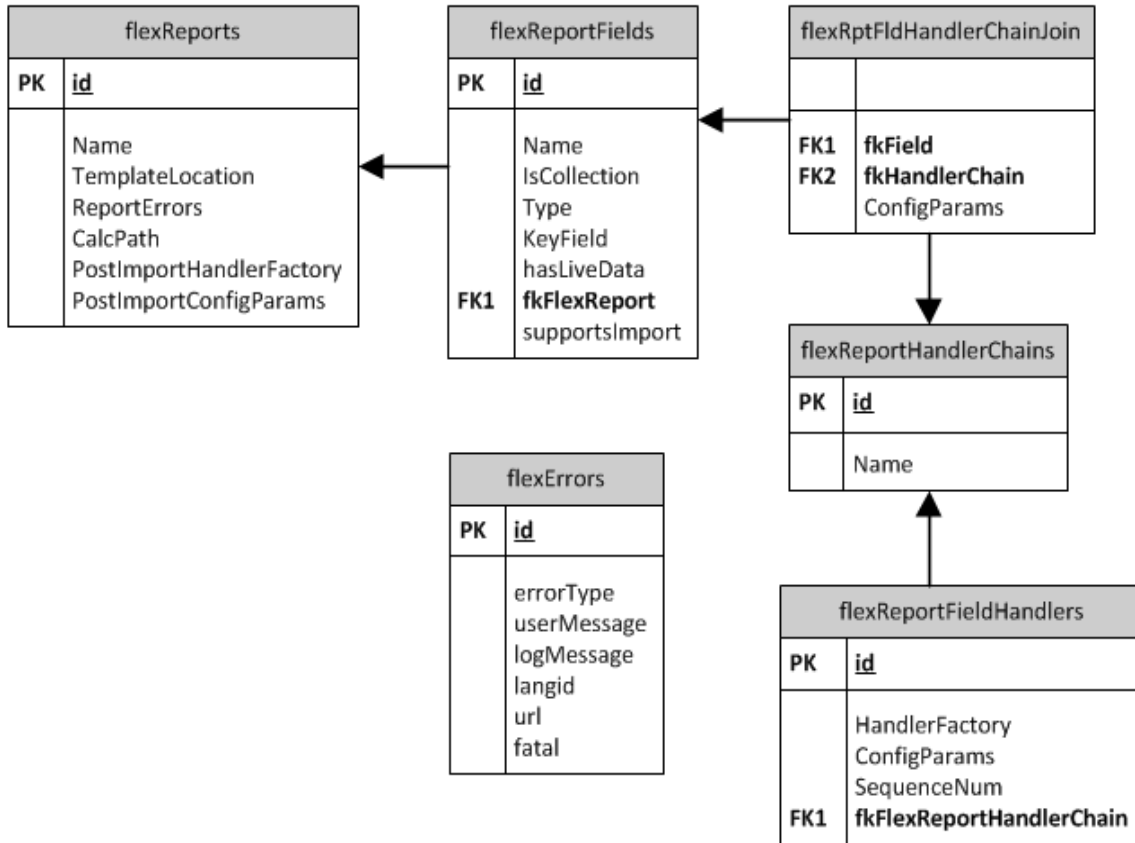 flexReports
PK id
Name
TemplateLocation
ReportErrors
CalcPath
PostImportHandlerFactory
PostImportConfigParams
flexReportFields
PK id
Name
IsCollection
Type
KeyField
hasLiveData
FK1 fkFlexReport
supportsImport
flexRptFldHandlerChainJoin
FK1 fkField
FK2 fkHandlerChain
ConfigParams
flexReportHandlerChains
PK id
Name
flexErrors
PK id
errorType
userMessage
logMessage
langid
url
fatal
flexReportFieldHandlers
PK id
HandlerFactory
ConfigParams
SequenceNum
FK1 fkFlexReportHandlerChain